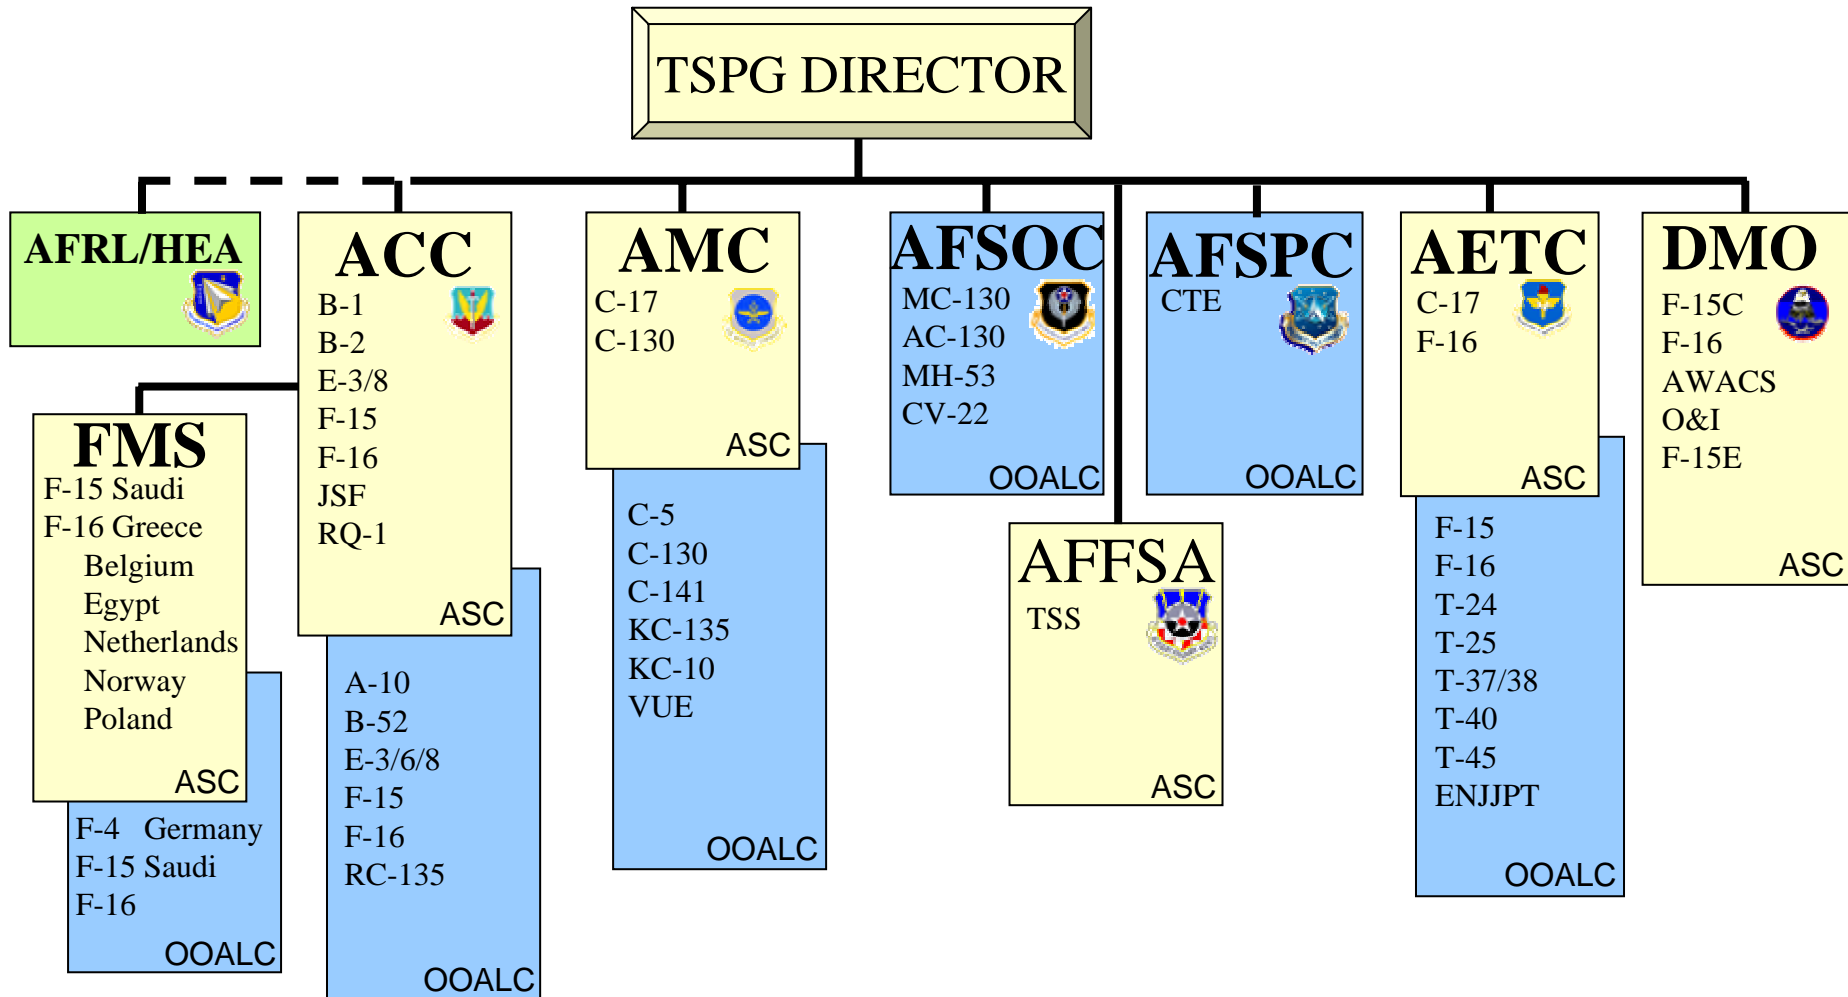 TSPG DIRECTOR
AFRL/HEA
ACC
B-1
B-2
E-3/8
F-15
F-16
JSF
RQ-1
ASC
A-10
B-52
E-3/6/8
F-15
F-16
RC-135
OOALC
FMS
F-15 Saudi
F-16 Greece
Belgium
Egypt
Netherlands
Norway
Poland
ASC
F-4 Germany
F-15 Saudi
F-16
OOALC
AMC
C-17
C-130
ASC
C-5
C-130
C-141
KC-135
KC-10
VUE
OOALC
AFSOC
MC-130
AC-130
MH-53
CV-22
OOALC
AFFSA
TSS
ASC
AFSPC
CTE
OOALC
AETC
C-17
F-16
ASC
F-15
F-16
T-24
T-25
T-37/38
T-40
T-45
ENJJPT
OOALC
DMO
F-15C
F-16
AWACS
O&I
F-15E
ASC